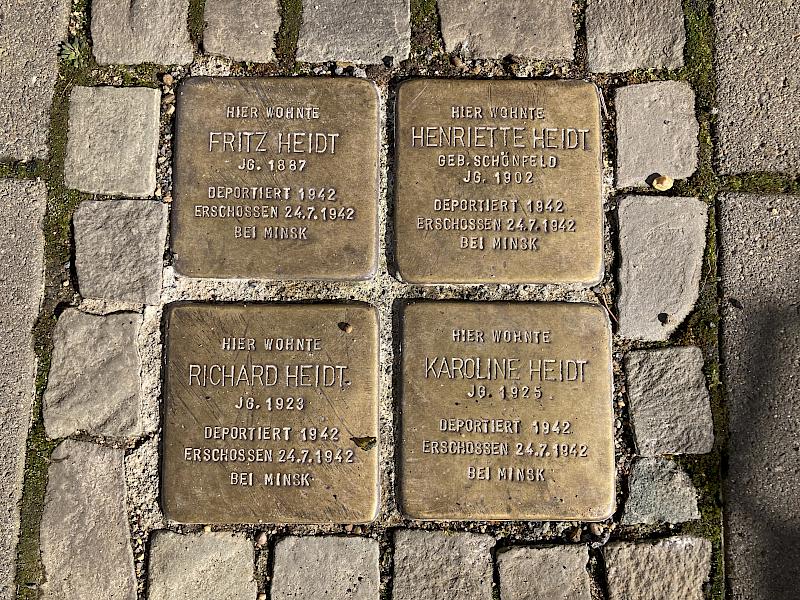 HIER WOHNTE
FRITZ HEIDT
JG. 1887
DEPORTIERT 1942
ERSCHOSSEN 24.7.1942
BEI MINSK
HIER WOHNTE
HENRIETTE HEIDT
GEB. SCHÖNFELD
JG. 1902
DEPORTIERT 1942
ERSCHOSSEN 24.7.1942
BEI MINSK
HIER WOHNTE
RICHARD HEIDT
JG. 1923
DEPORTIERT 1942
ERSCHOSSEN 24.7.1942
BEI MINSK
HIER WOHNTE
KAROLINE HEIDT
JG. 1925
DEPORTIERT 1942
ERSCHOSSEN 24.7.1942
BEI MINSK